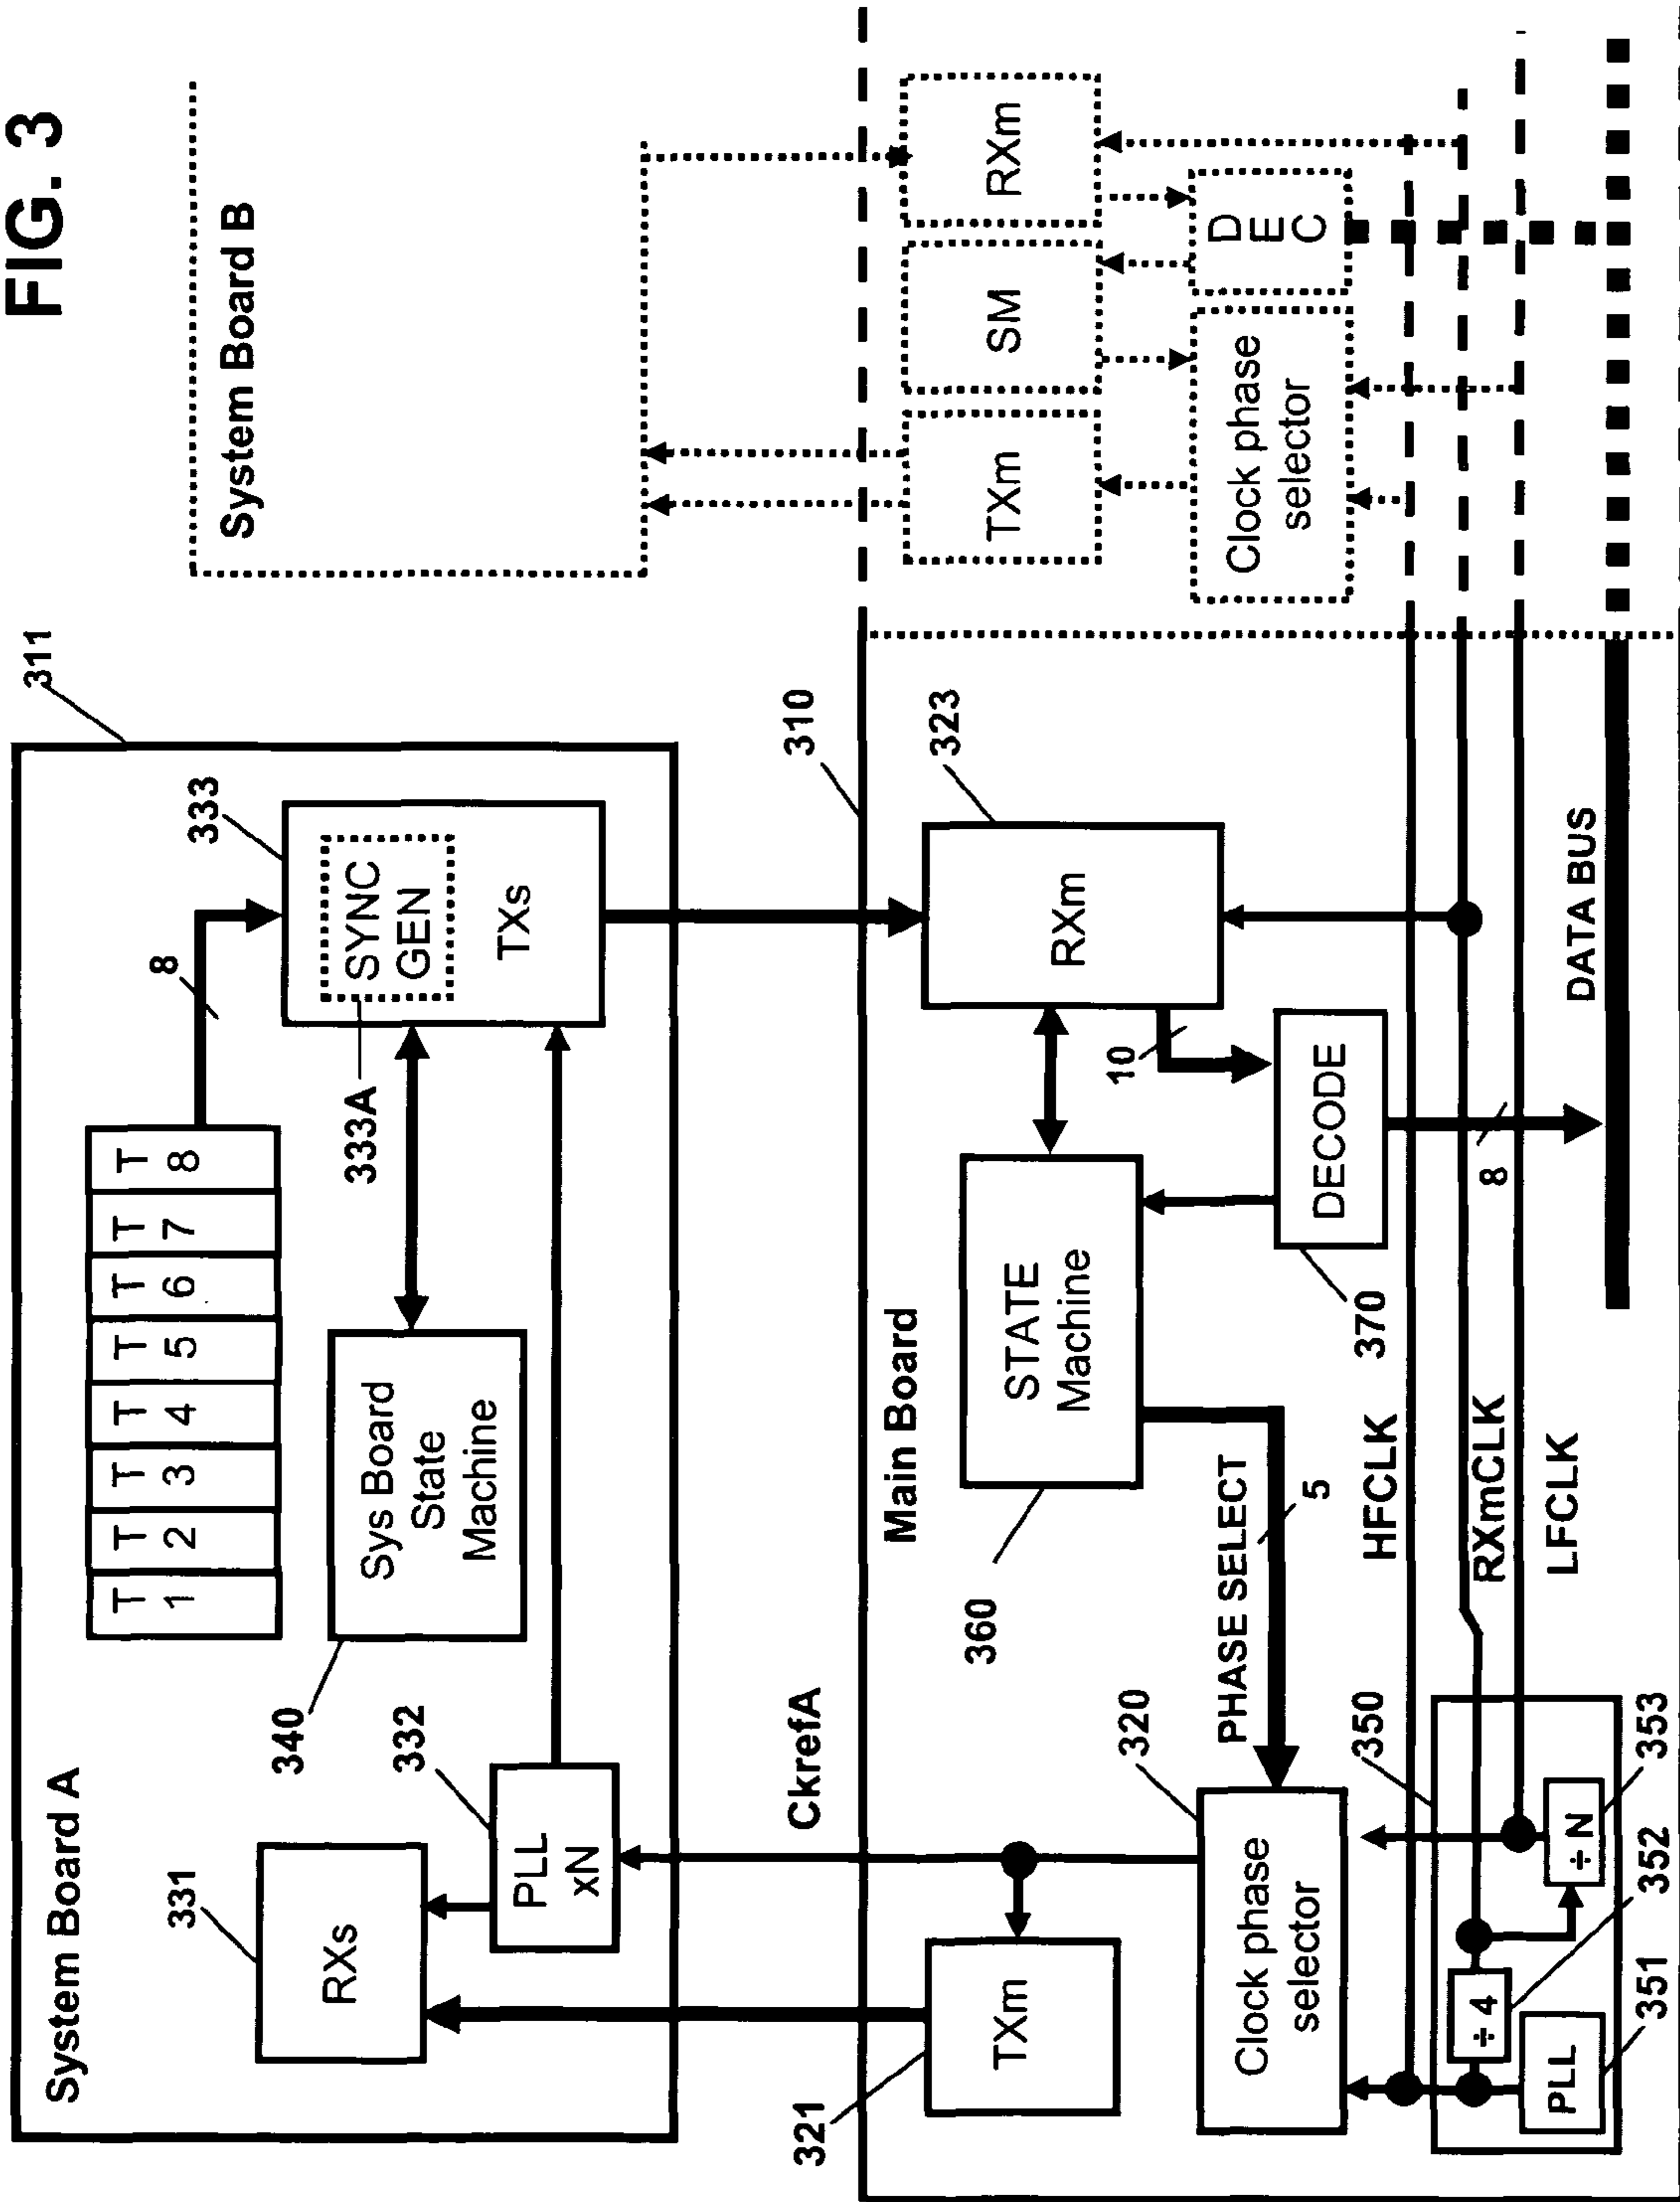 FIG. 3
System Board A
311
T 1
T 2
T 3
T 4
T 5
T 6
T 7
T 8
8
333
331
RXs
332
PLL
xN
340
Sys Board
State
Machine
333A
SYNC
GEN
TXs
System Board B
CkrefA
Main Board
310
321
TXm
320
Clock phase
selector
PHASE SELECT
5
360
STATE
Machine
323
RXm
10
370
DECODE
8
HFCLK
RXmCLK
LFCLK
DATA BUS
350
PLL
351
÷ 4
352
÷ N
353
TXm
SM
RXm
Clock phase
selector
D
E
C